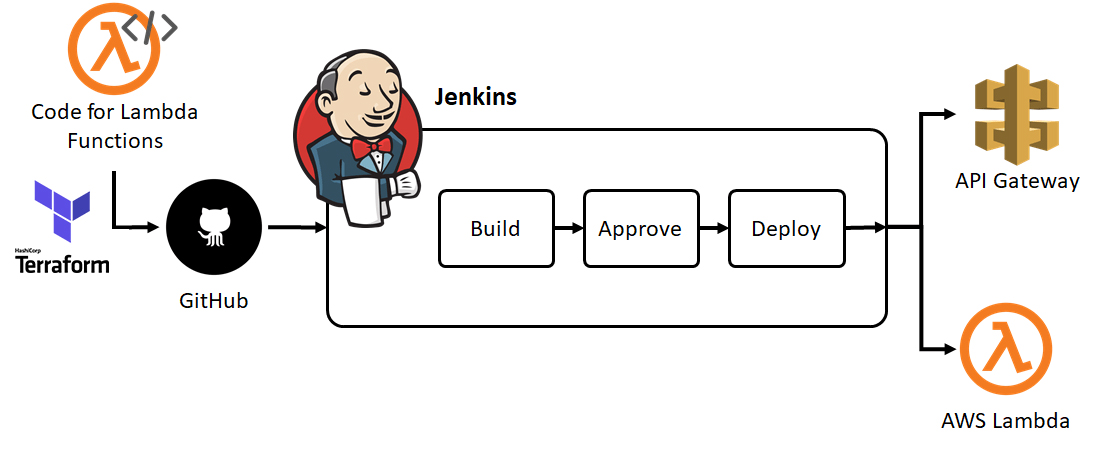 Code for Lambda
Functions
Jenkins
HashiCorp
Terraform
GitHub
Build
Approve
Deploy
API Gateway
AWS Lambda